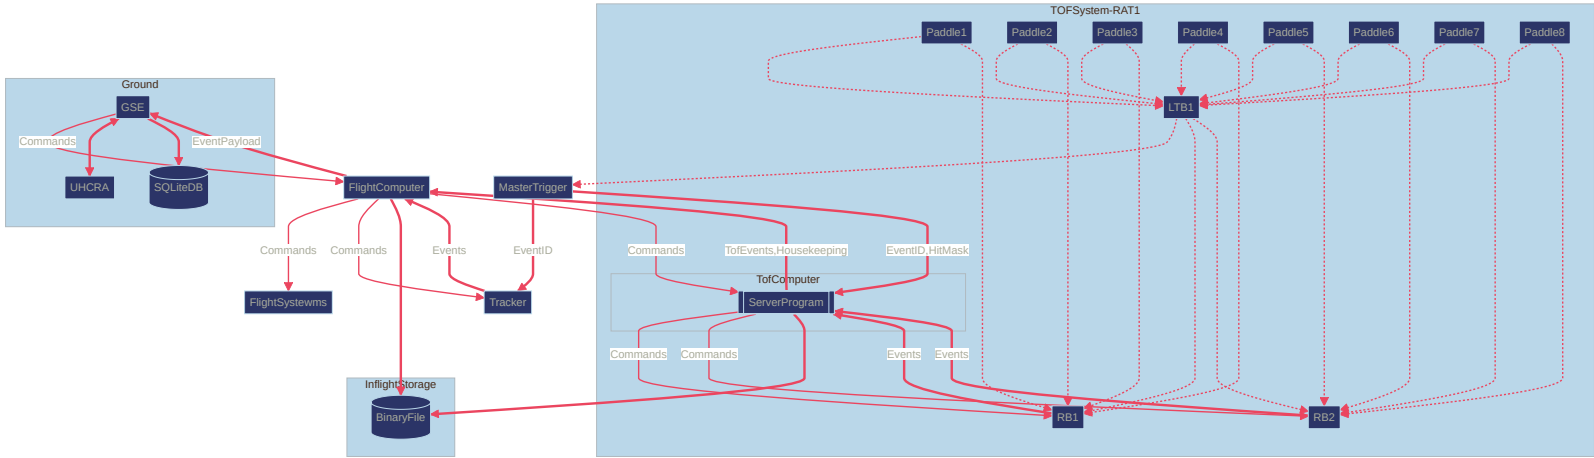 TOFSystem-RAT1
Paddle1
Paddle2
Paddle3
Paddle4
Paddle5
Paddle6
Paddle7
Paddle8
Ground
GSE
LTB1
Commands
EventPayload
UHCRA
SQLiteDB
FlightComputer
MasterTrigger
Commands
Commands
Events
EventID
Commands
TofEvents,Housekeeping
EventID,HitMask
TofComputer
FlightSystewms
Tracker
ServerProgram
Commands
Commands
Events
Events
InflightStorage
BinaryFile
RB1
RB2